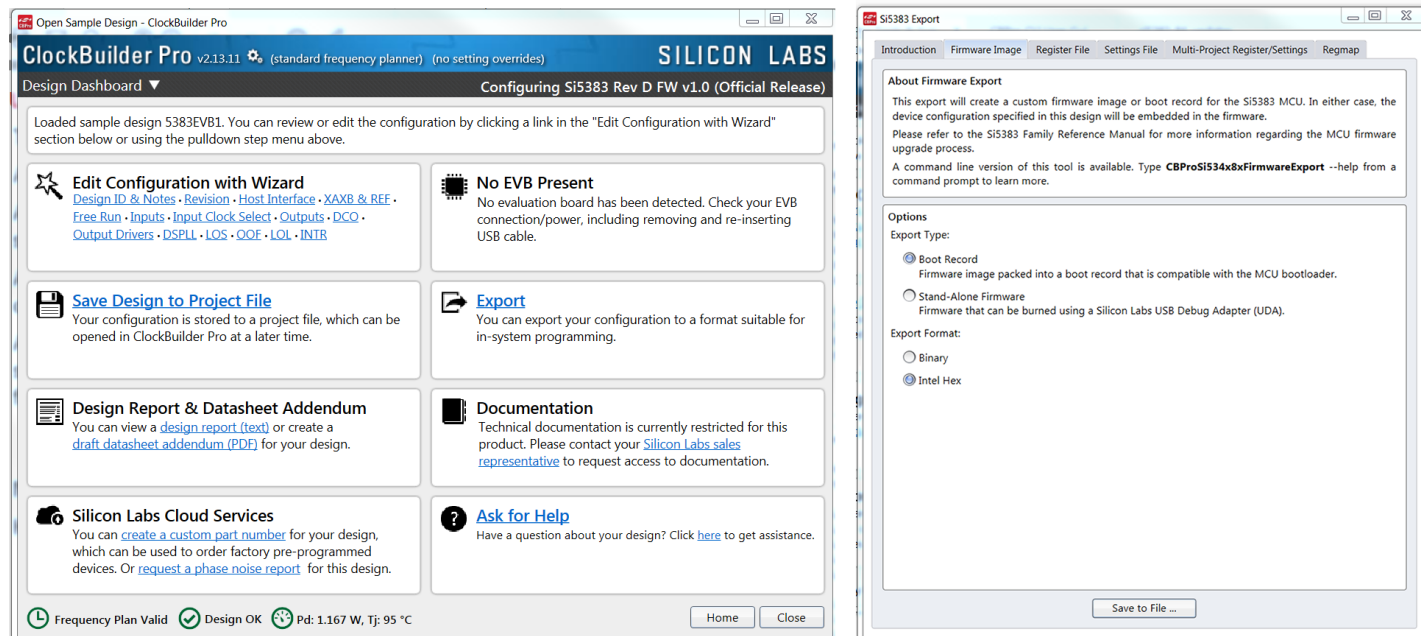 Open Sample Design - ClockBuilder Pro
ClockBuilder Pro v2.13.11 (standard frequency planner) (no setting overrides) SILICON LABS
Design Dashboard ▼ Configuring Si5383 Rev D FW v1.0 (Official Release)
Loaded sample design 5383EVB1. You can review or edit the configuration by clicking a link in the "Edit Configuration with Wizard"
section below or using the pulldown step menu above.
Edit Configuration with Wizard
Design ID & Notes • Revision • Host Interface • XAXB & REF •
Free Run • Inputs • Input Clock Select • Outputs • DCO •
Output Drivers • DSPLL • LOS • OOF • LOL • INTR
No EVB Present
No evaluation board has been detected. Check your EVB
connection/power, including removing and re-inserting
USB cable.
Save Design to Project File
Your configuration is stored to a project file, which can be
opened in ClockBuilder Pro at a later time.
Export
You can export your configuration to a format suitable for
in-system programming.
Design Report & Datasheet Addendum
You can view a design report (text) or create a
draft datasheet addendum (PDF) for your design.
Documentation
Technical documentation is currently restricted for this
product. Please contact your Silicon Labs sales
representative to request access to documentation.
Silicon Labs Cloud Services
You can create a custom part number for your design,
which can be used to order factory pre-programmed
devices. Or request a phase noise report for this design.
Ask for Help
Have a question about your design? Click here to get assistance.
Frequency Plan Valid Design OK Pd: 1.167 W, Tj: 95 °C
Home Close
Si5383 Export
Introduction Firmware Image Register File Settings File Multi-Project Register/Settings Regmap
About Firmware Export
This export will create a custom firmware image or boot record for the Si5383 MCU. In either case, the
device configuration specified in this design will be embedded in the firmware.
Please refer to the Si5383 Family Reference Manual for more information regarding the MCU firmware
upgrade process.
A command line version of this tool is available. Type CBProSi534x8xFirmwareExport --help from a
command prompt to learn more.
Options
Export Type:
Boot Record
Firmware image packed into a boot record that is compatible with the MCU bootloader.
Stand-Alone Firmware
Firmware that can be burned using a Silicon Labs USB Debug Adapter (UDA).
Export Format:
Binary
Intel Hex
Save to File ...